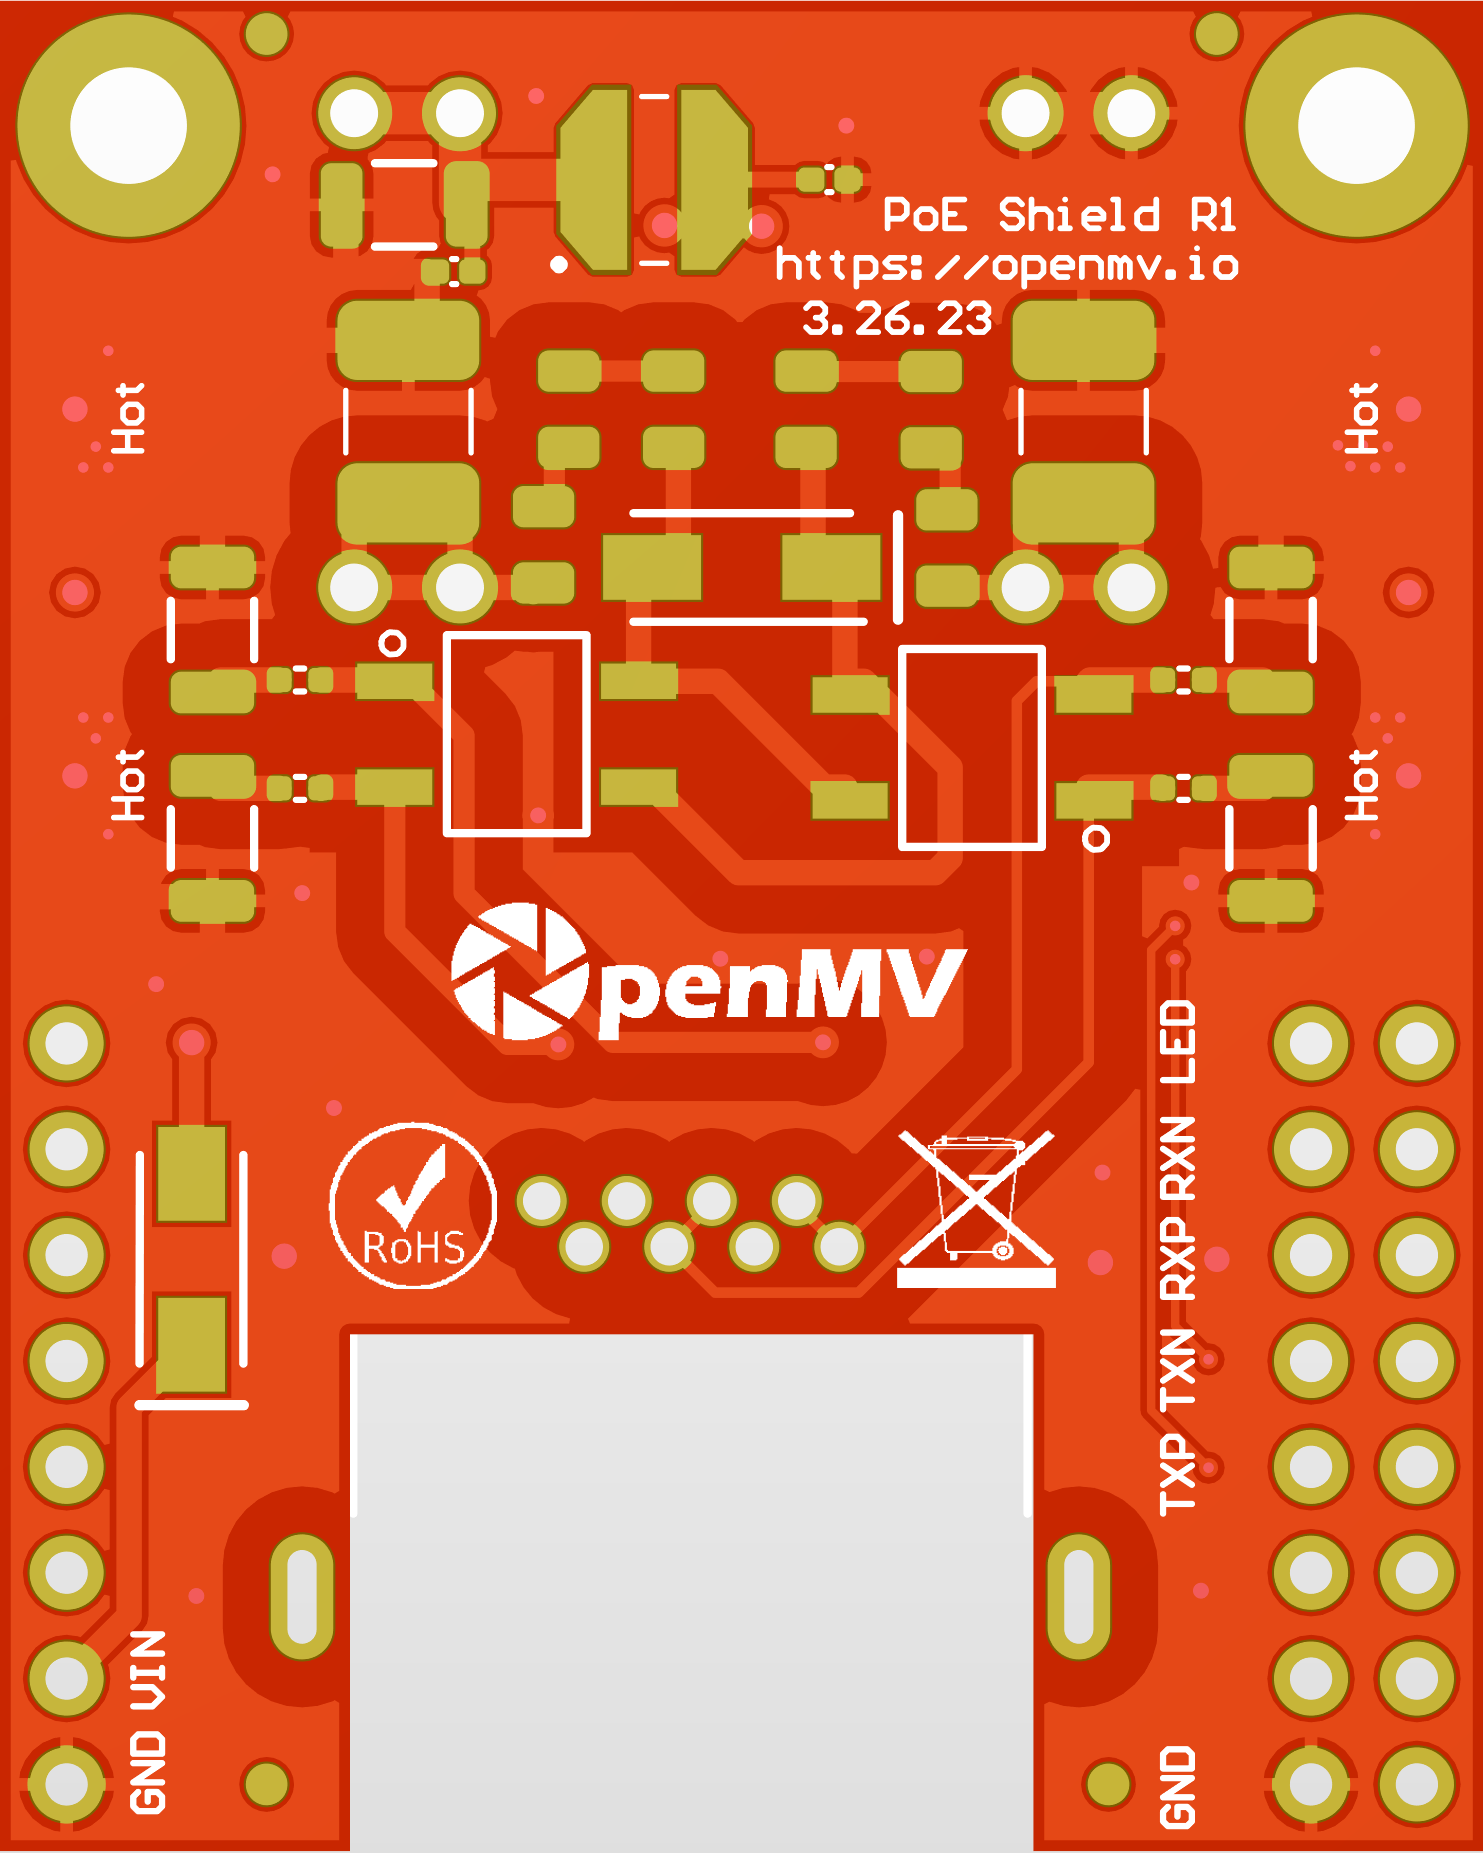 PoE Shield R1
https://openmv.io
3.26.23
Hot
Hot
Hot
Hot
penMV
RoHS
LED
RXN
RXP
TXN
TXP
VIN
GND
GND